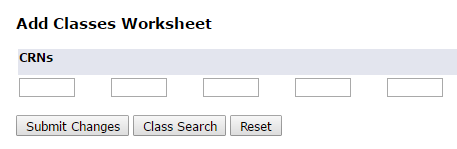 Add Classes Worksheet
CRNs
Submit Changes Class Search Reset